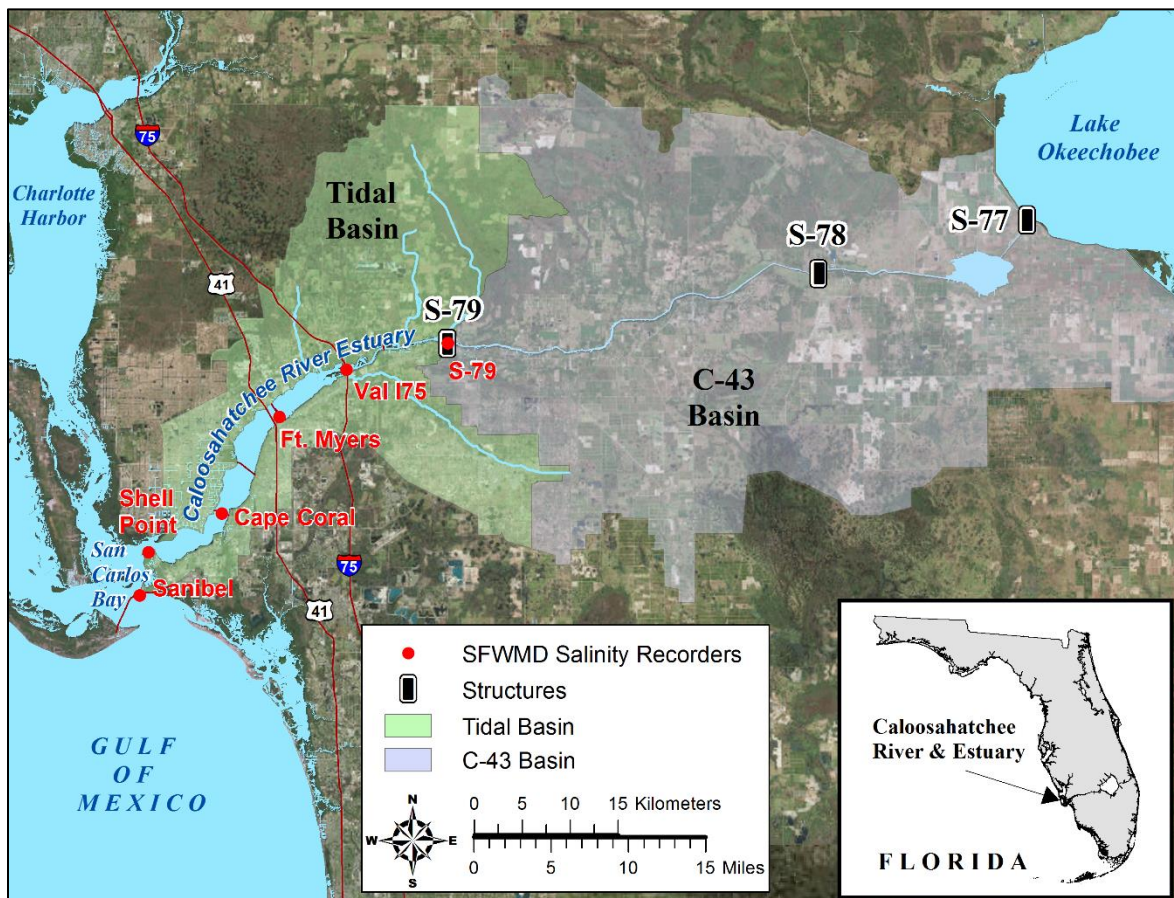 75
Charlotte
Harbor
Tidal
Basin
Lake
Okeechobee
S-77
S-78
41
S-79
S-79
Caloosahatchee River Estuary
Val I75
C-43
Basin
Ft. Myers
Shell
Point
Cape Coral
San
Carlos
Bay
Sanibel
75
41
GULF
OF
MEXICO
SFWMD Salinity Recorders
Structures
Tidal Basin
C-43 Basin
N
W E
S
0 5 10 15 Kilometers
0 5 10 15 Miles
Caloosahatchee
River & Estuary
FLORIDA